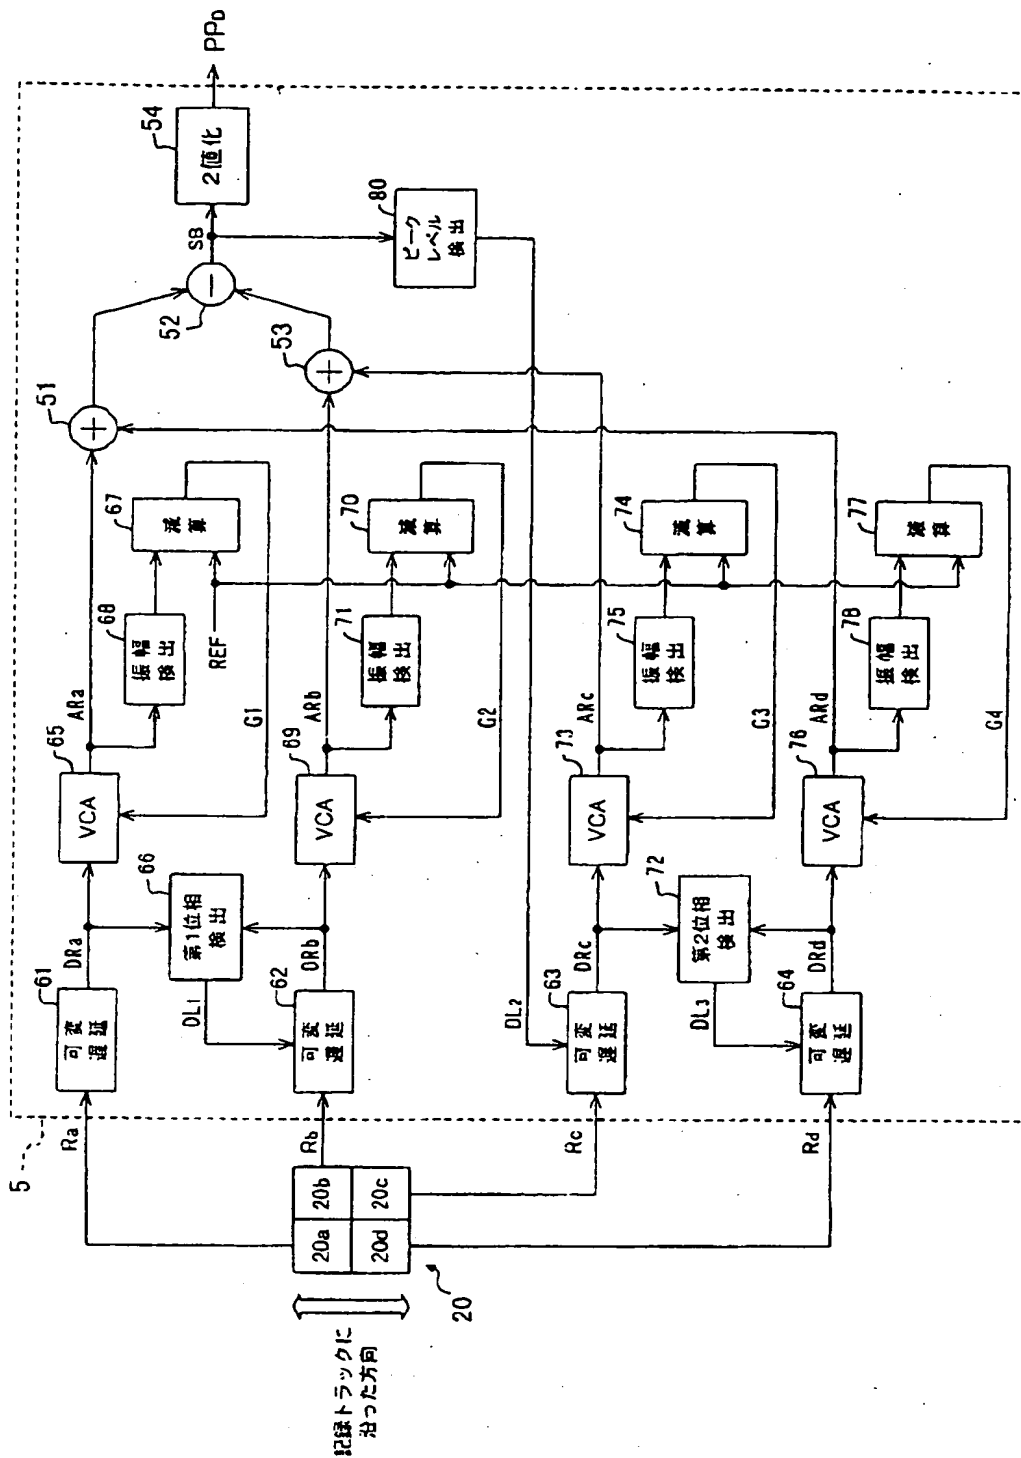 5
記録トラックに
沿った方向
20
20a
20b
20d
20c
Ra
Rb
Rc
Rd
61
可変
遅延
DRa
66
第1位相
検出
DL1
62
可変
遅延
DRb
DL2
63
可変
遅延
DRc
72
第2位相
検出
DL3
64
可変
遅延
DRd
65
VCA
ARa
68
振幅
検出
67
減算
G1
REF
69
VCA
ARb
71
振幅
検出
70
減算
G2
73
VCA
ARc
75
振幅
検出
74
減算
G3
76
VCA
ARd
78
振幅
検出
77
減算
G4
51
+
53
+
52
−
SB
54
2値化
PPD
80
ピーク
レベル
検出